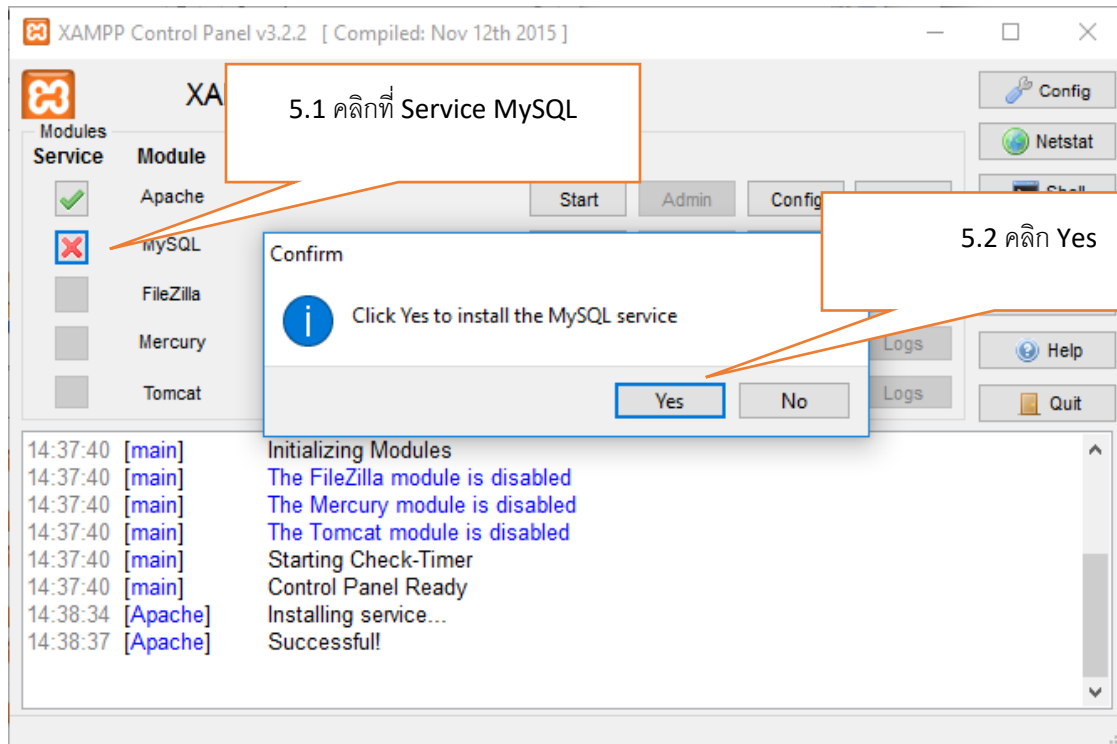 XAMPP Control Panel v3.2.2 [ Compiled: Nov 12th 2015 ]
5.1 คลิกที่ Service MySQL
Config
Modules
Service Module
Netstat
Apache Start Admin Config
MySQL
5.2 คลิก Yes
Confirm
FileZilla
Click Yes to install the MySQL service
Mercury Logs Help
Tomcat Yes No Logs Quit
14:37:40 [main] Initializing Modules
14:37:40 [main] The FileZilla module is disabled
14:37:40 [main] The Mercury module is disabled
14:37:40 [main] The Tomcat module is disabled
14:37:40 [main] Starting Check-Timer
14:37:40 [main] Control Panel Ready
14:38:34 [Apache] Installing service...
14:38:37 [Apache] Successful!